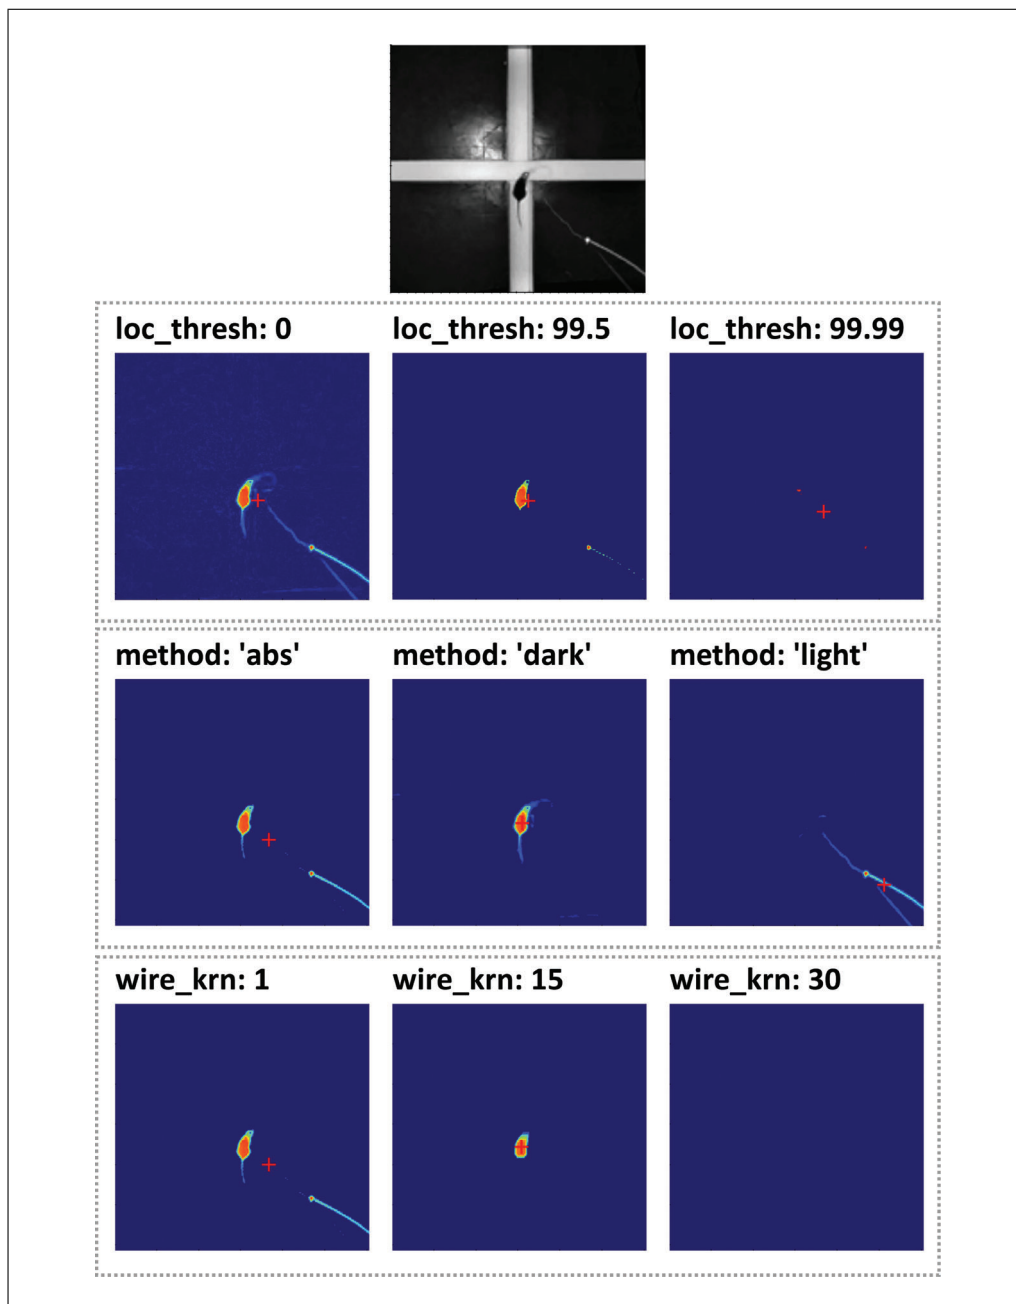 loc_thresh: 0 loc_thresh: 99.5 loc_thresh: 99.99
method: 'abs' method: 'dark' method: 'light'
wire_krn: 1 wire_krn: 15 wire_krn: 30